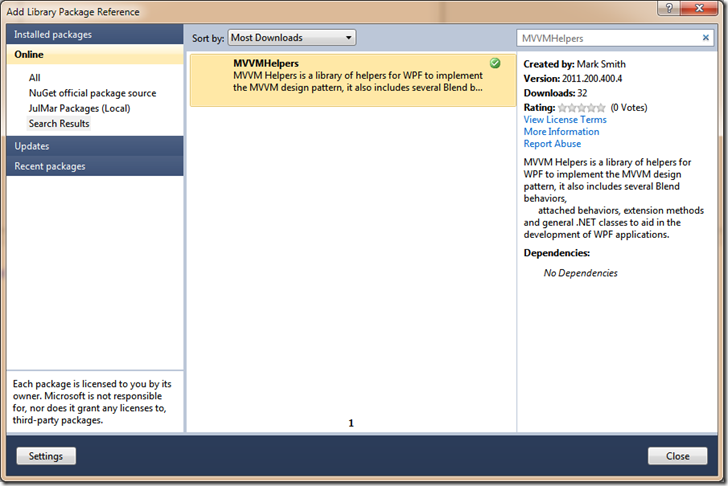 Add Library Package Reference
Installed packages
Online
All
NuGet official package source
JulMar Packages (Local)
Search Results
Updates
Recent packages
Each package is licensed to you by its
owner. Microsoft is not responsible
for, nor does it grant any licenses to,
third-party packages.
Sort by: Most Downloads
MVVMHelpers
MVVM Helpers is a library of helpers for WPF to implement
the MVVM design pattern, it also includes several Blend b...
1
MVVMHelpers
Created by: Mark Smith
Version: 2011.200.400.4
Downloads: 32
Rating: (0 Votes)
View License Terms
More Information
Report Abuse
MVVM Helpers is a library of helpers for
WPF to implement the MVVM design
pattern, it also includes several Blend
behaviors,
attached behaviors, extension methods
and general .NET classes to aid in the
development of WPF applications.
Dependencies:
No Dependencies
Settings
Close